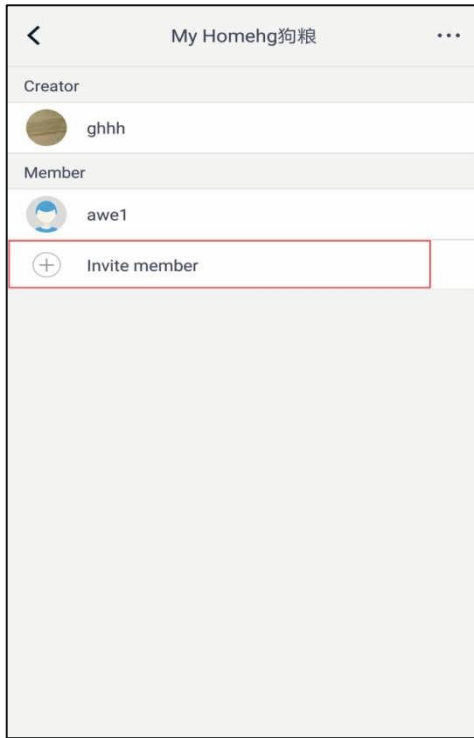 My Homehg狗粮
Creator
ghhh
Member
awe1
Invite member